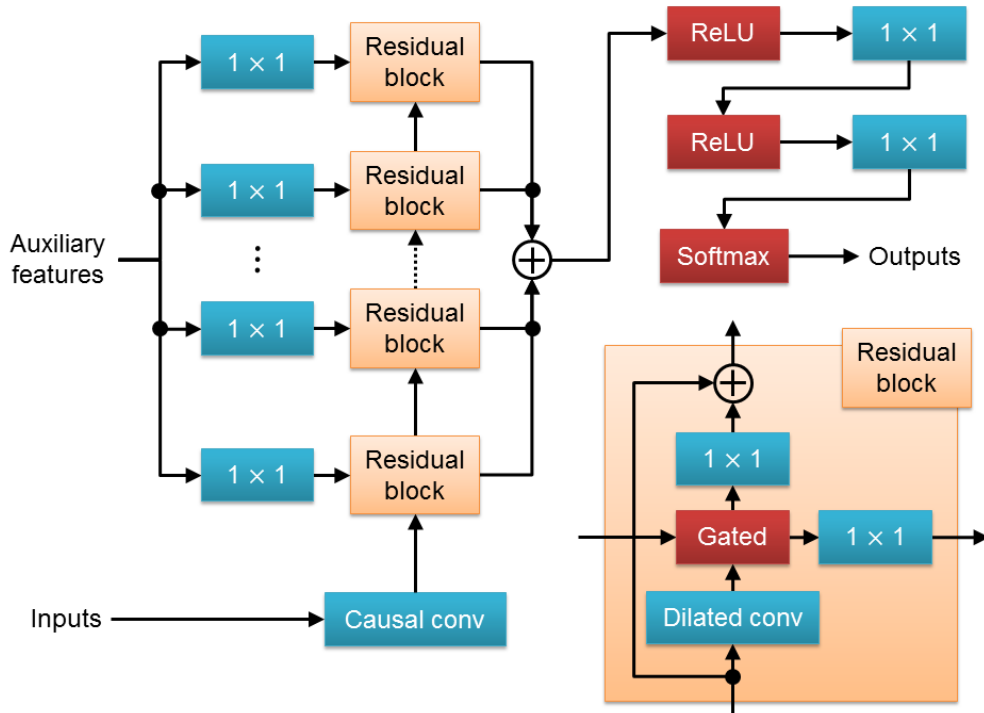 1 × 1
Residual
block
1 × 1
Residual
block
Auxiliary
features
1 × 1
Residual
block
1 × 1
Residual
block
Inputs
Causal conv
ReLU
1 × 1
ReLU
1 × 1
Softmax
Outputs
Residual
block
1 × 1
Gated
1 × 1
Dilated conv